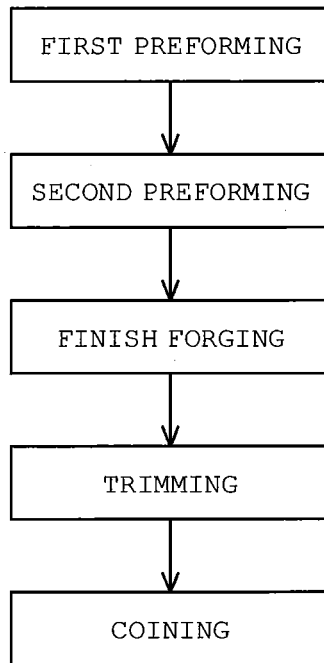 FIRST PREFORMING
SECOND PREFORMING
FINISH FORGING
TRIMMING
COINING